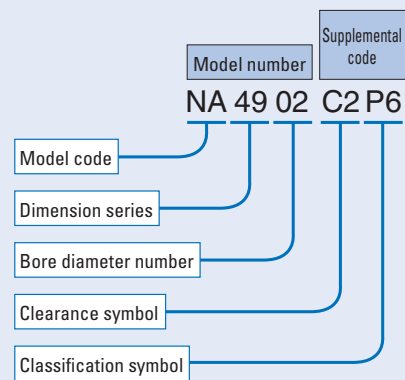 Supplemental
code
Model number
NA 49 02 C2 P6
Model code
Dimension series
Bore diameter number
Clearance symbol
Classification symbol